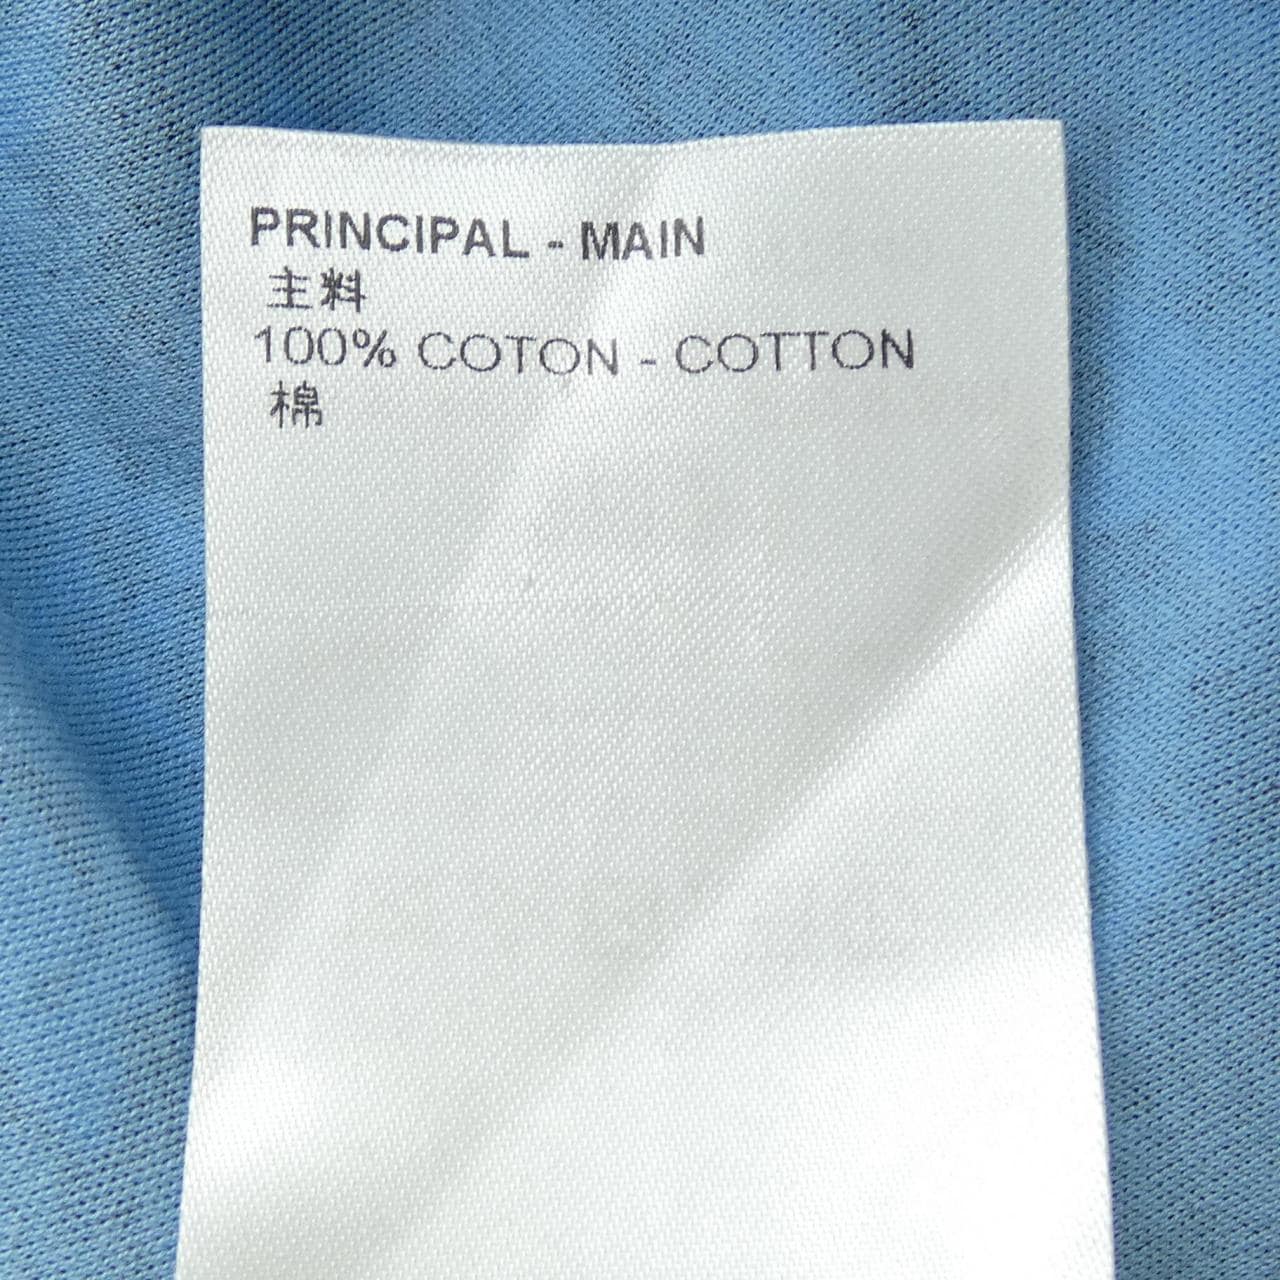 PRINCIPAL - MAIN
主料
100% COTON - COTTON
棉